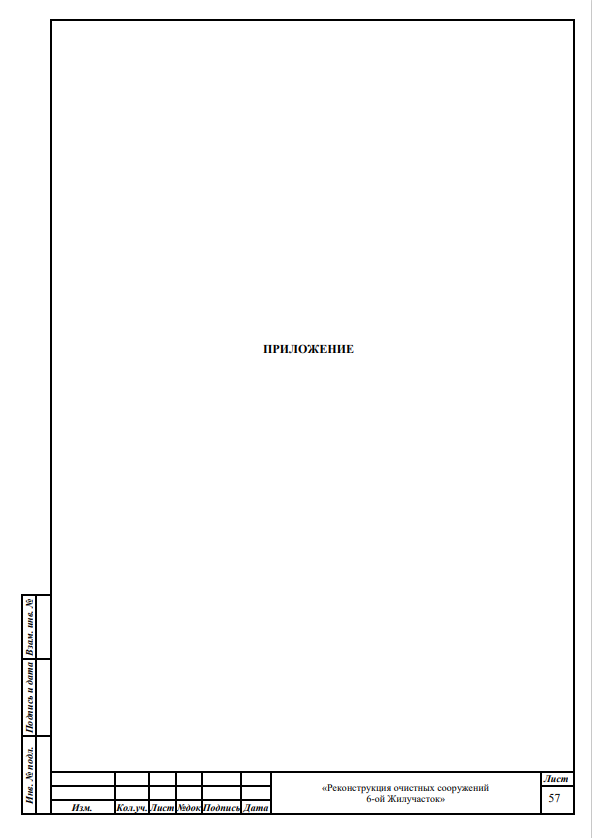 ПРИЛОЖЕНИЕ
Взам. инв. №
Подпись и дата
Инв. № подл.
Изм. Кол.уч. Лист №док Подпись Дата
«Реконструкция очистных сооружений
6-ой Жилучасток»
Лист
57